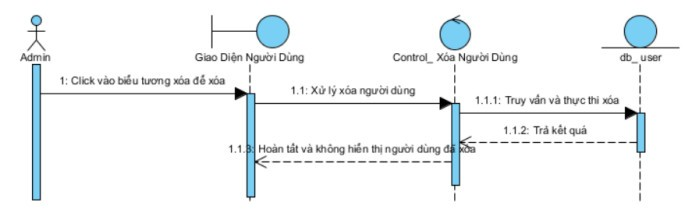 Admin
Giao Diện Người Dùng
Control_ Xóa Người Dùng
db_ user
1: Click vào biểu tương xóa để xóa
1.1: Xử lý xóa người dùng
1.1.1: Truy vấn và thực thi xóa
1.1.2: Trả kết quả
1.1.3: Hoàn tất và không hiển thị người dùng đã xóa